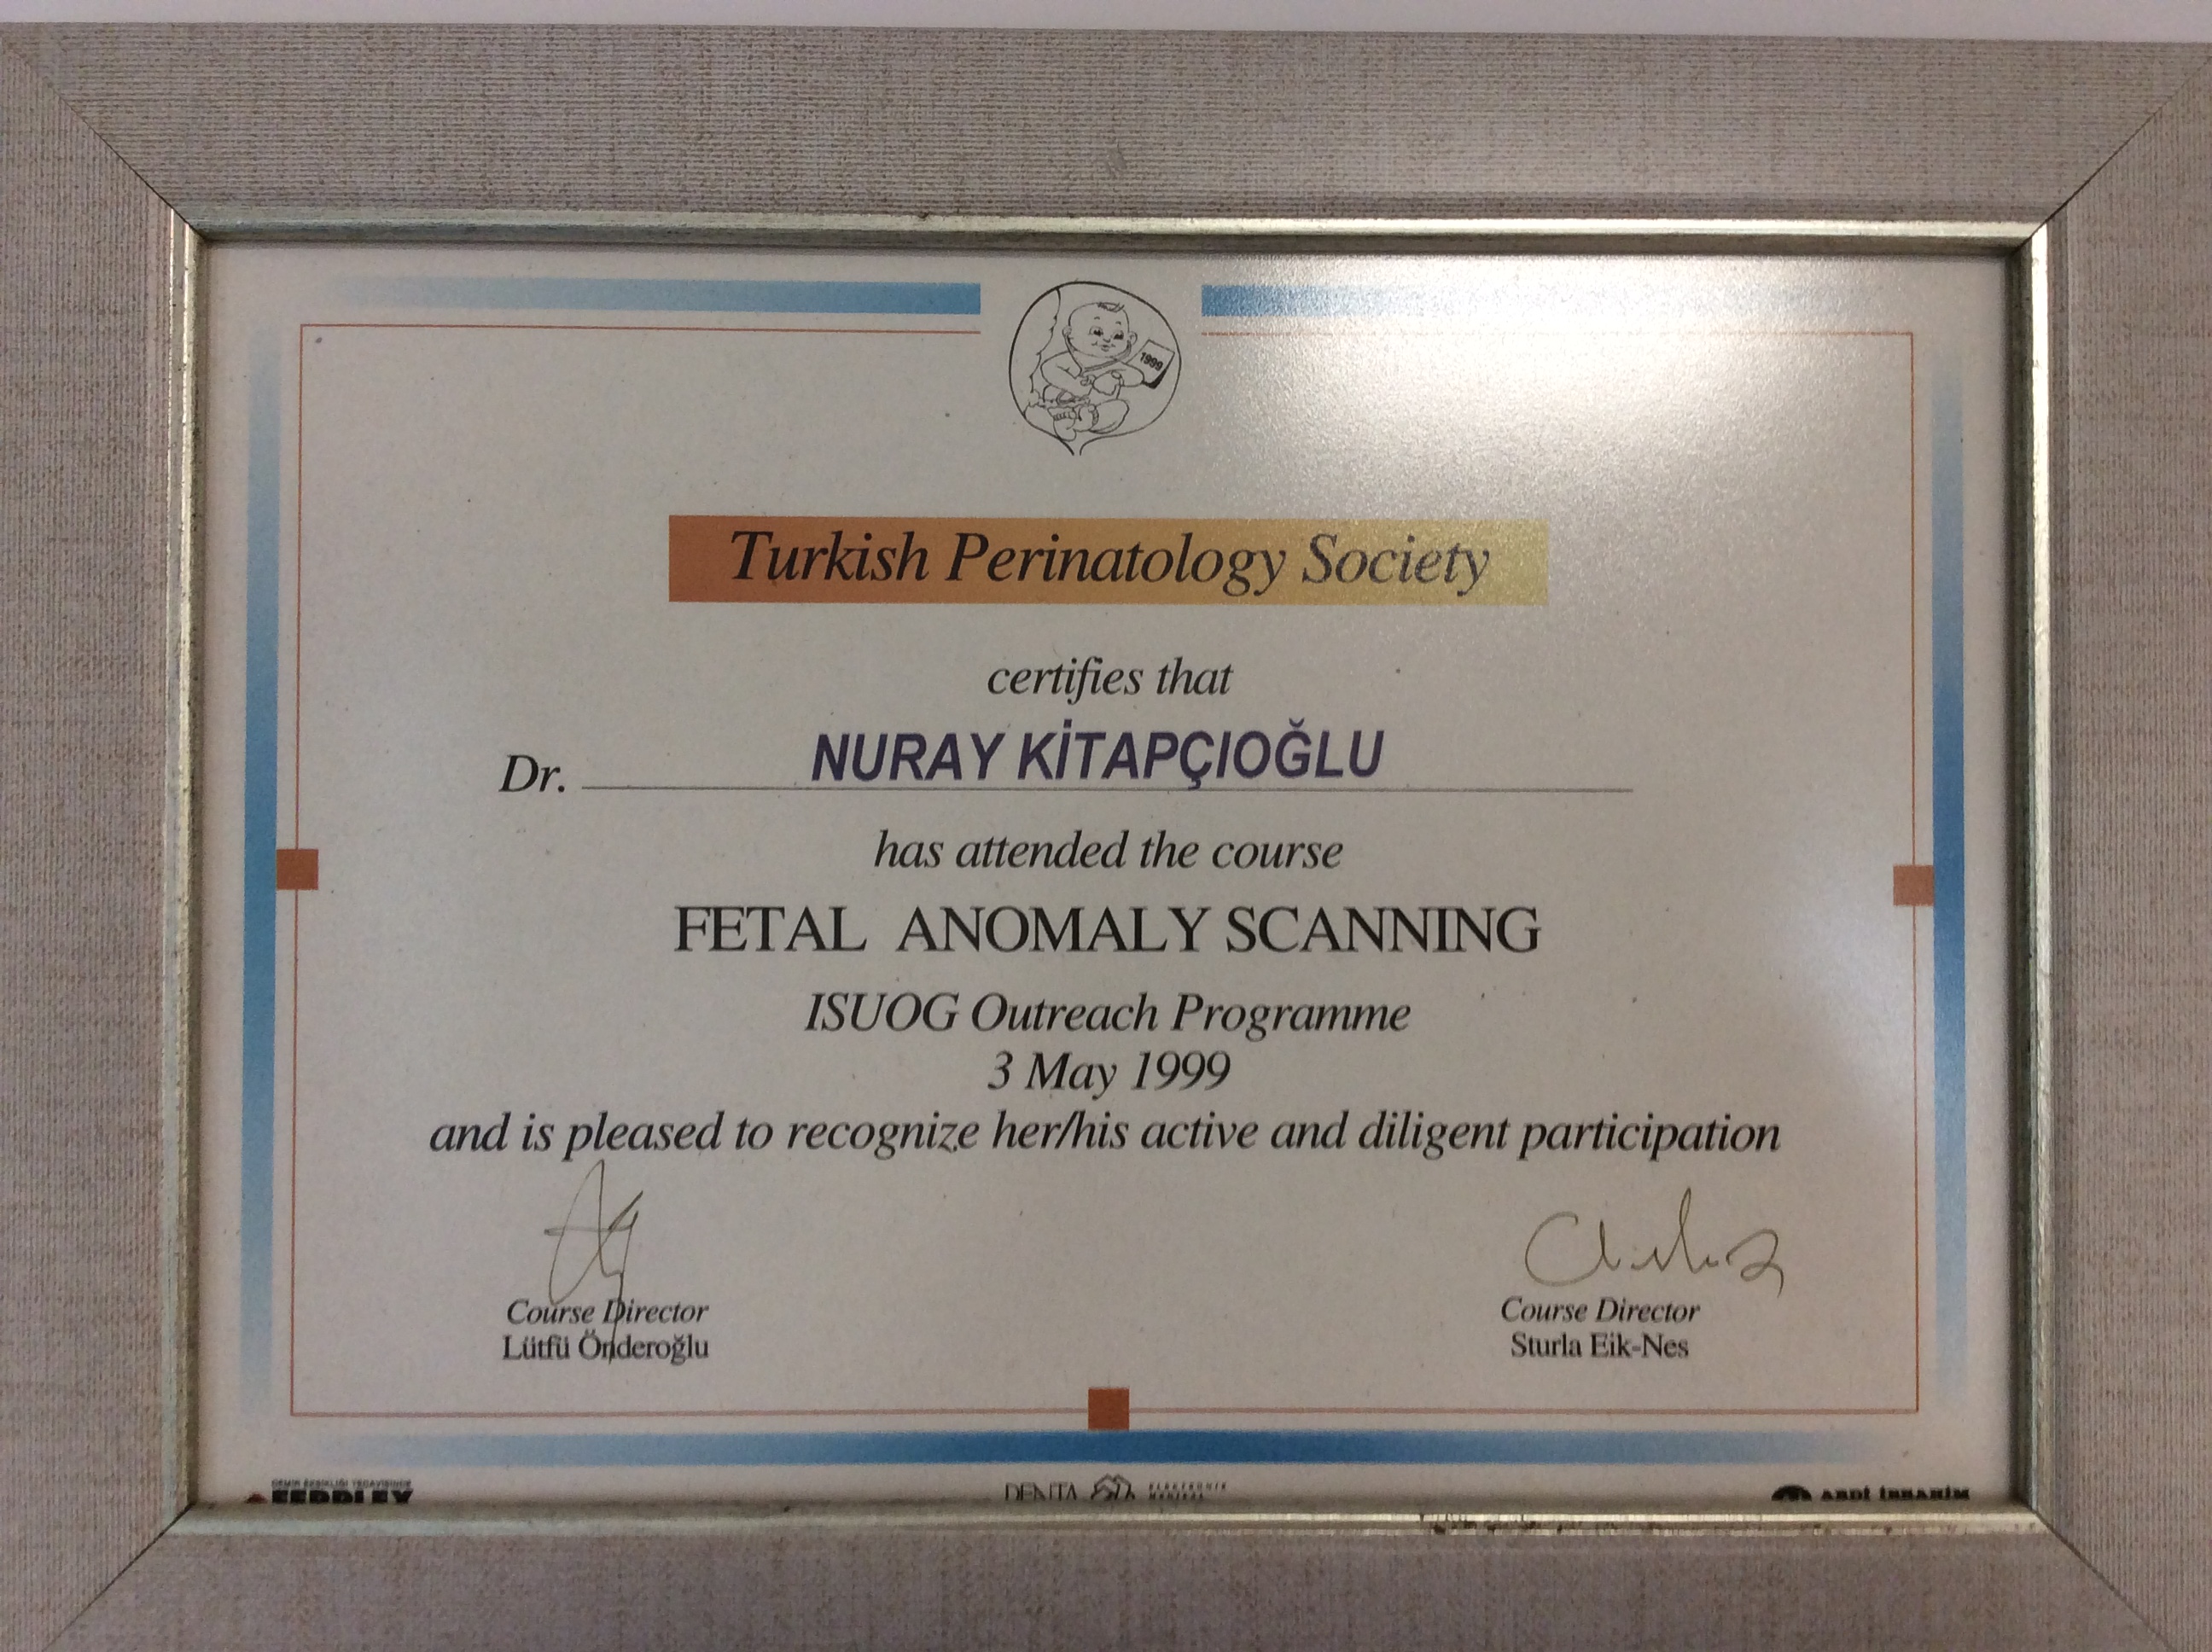 1999
Turkish Perinatology Society
certifies that
Dr. NURAY KİTAPÇIOĞLU
has attended the course
FETAL ANOMALY SCANNING
ISUOG Outreach Programme
3 May 1999
and is pleased to recognize her/his active and diligent participation
Course Director
Lütfü Önderoğlu
Course Director
Sturla Eik-Nes
ABDİ İBRAHİM